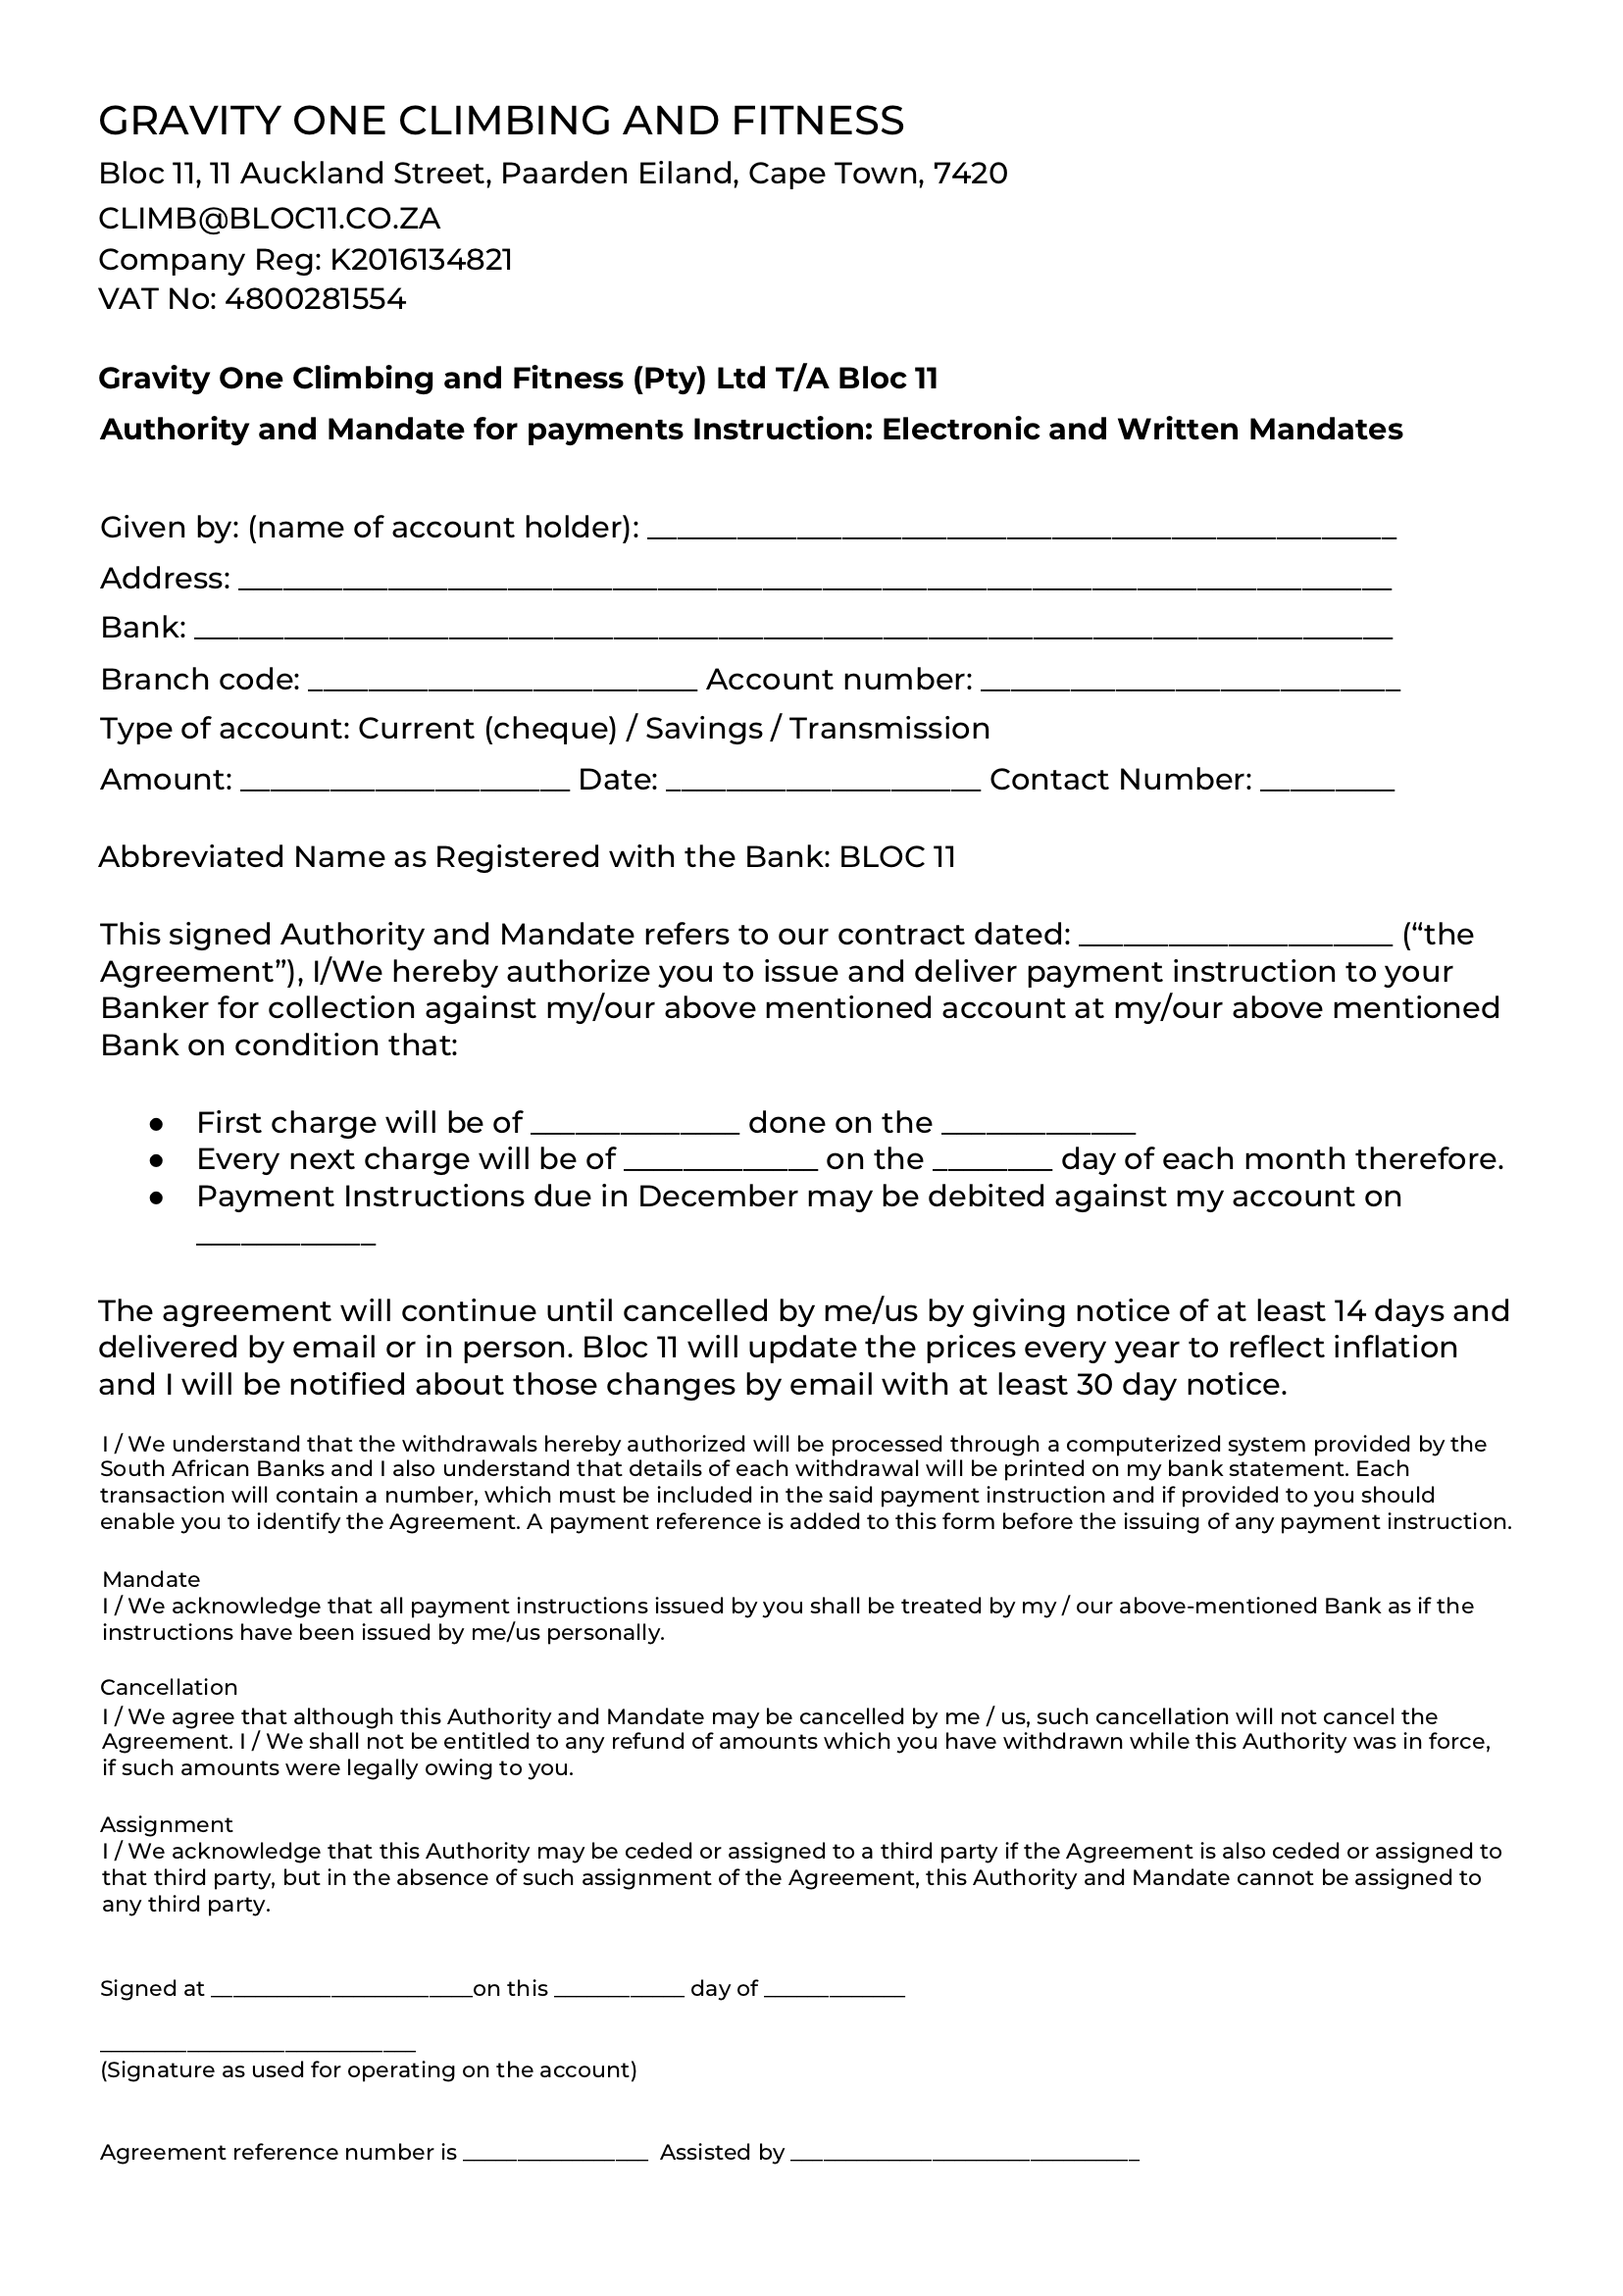 GRAVITY ONE CLIMBING AND FITNESS
Bloc 11, 11 Auckland Street, Paarden Eiland, Cape Town, 7420
CLIMB@BLOC11.CO.ZA
Company Reg: K2016134821
VAT No: 4800281554
Gravity One Climbing and Fitness (Pty) Ltd T/A Bloc 11
Authority and Mandate for payments Instruction: Electronic and Written Mandates
Given by: (name of account holder): __________________________________________________
Address: _____________________________________________________________________________
Bank: ________________________________________________________________________________
Branch code: __________________________ Account number: ____________________________
Type of account: Current (cheque) / Savings / Transmission
Amount: ______________________ Date: _____________________ Contact Number: _________
Abbreviated Name as Registered with the Bank: BLOC 11
This signed Authority and Mandate refers to our contract dated: _____________________ (“the
Agreement”), I/We hereby authorize you to issue and deliver payment instruction to your
Banker for collection against my/our above mentioned account at my/our above mentioned
Bank on condition that:
● First charge will be of ______________ done on the _____________
● Every next charge will be of _____________ on the ________ day of each month therefore.
● Payment Instructions due in December may be debited against my account on
____________
The agreement will continue until cancelled by me/us by giving notice of at least 14 days and
delivered by email or in person. Bloc 11 will update the prices every year to reflect inflation
and I will be notified about those changes by email with at least 30 day notice.
I / We understand that the withdrawals hereby authorized will be processed through a computerized system provided by the
South African Banks and I also understand that details of each withdrawal will be printed on my bank statement. Each
transaction will contain a number, which must be included in the said payment instruction and if provided to you should
enable you to identify the Agreement. A payment reference is added to this form before the issuing of any payment instruction.
Mandate
I / We acknowledge that all payment instructions issued by you shall be treated by my / our above-mentioned Bank as if the
instructions have been issued by me/us personally.
Cancellation
I / We agree that although this Authority and Mandate may be cancelled by me / us, such cancellation will not cancel the
Agreement. I / We shall not be entitled to any refund of amounts which you have withdrawn while this Authority was in force,
if such amounts were legally owing to you.
Assignment
I / We acknowledge that this Authority may be ceded or assigned to a third party if the Agreement is also ceded or assigned to
that third party, but in the absence of such assignment of the Agreement, this Authority and Mandate cannot be assigned to
any third party.
Signed at ________________________on this ____________ day of _____________
_____________________________
(Signature as used for operating on the account)
Agreement reference number is _________________ Assisted by ________________________________